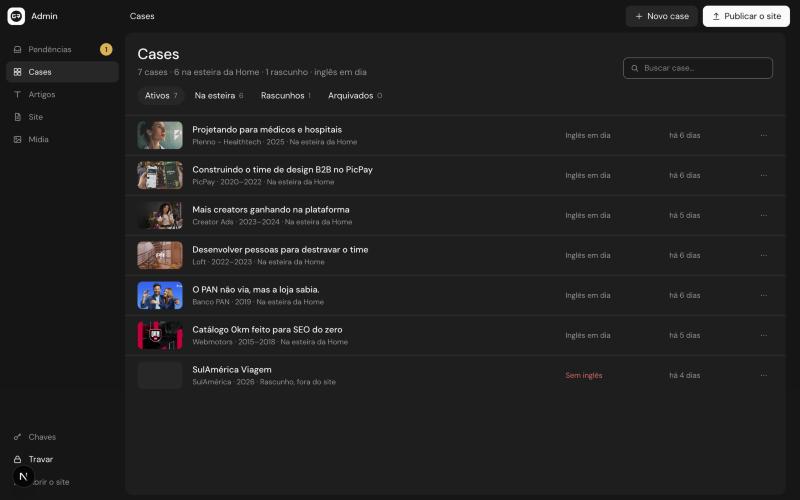 Admin
Cases
Novo case
Publicar o site
Pendências 1
Cases
Artigos
Site
Mídia
Cases
7 cases · 6 na esteira da Home · 1 rascunho · inglês em dia
Buscar case...
Ativos 7
Na esteira 6
Rascunhos 1
Arquivados 0
Projetando para médicos e hospitais
Plenno - Healthtech · 2025 · Na esteira da Home
Inglês em dia
há 6 dias
Construindo o time de design B2B no PicPay
PicPay · 2020–2022 · Na esteira da Home
Inglês em dia
há 6 dias
Mais creators ganhando na plataforma
Creator Ads · 2023–2024 · Na esteira da Home
Inglês em dia
há 5 dias
Desenvolver pessoas para destravar o time
Loft · 2022–2023 · Na esteira da Home
Inglês em dia
há 6 dias
O PAN não via, mas a loja sabia.
Banco PAN · 2019 · Na esteira da Home
Inglês em dia
há 6 dias
Catálogo 0km feito para SEO do zero
Webmotors · 2015–2018 · Na esteira da Home
Inglês em dia
há 5 dias
SulAmérica Viagem
SulAmérica · 2026 · Rascunho, fora do site
Sem inglês
há 4 dias
Chaves
Travar
N
o site